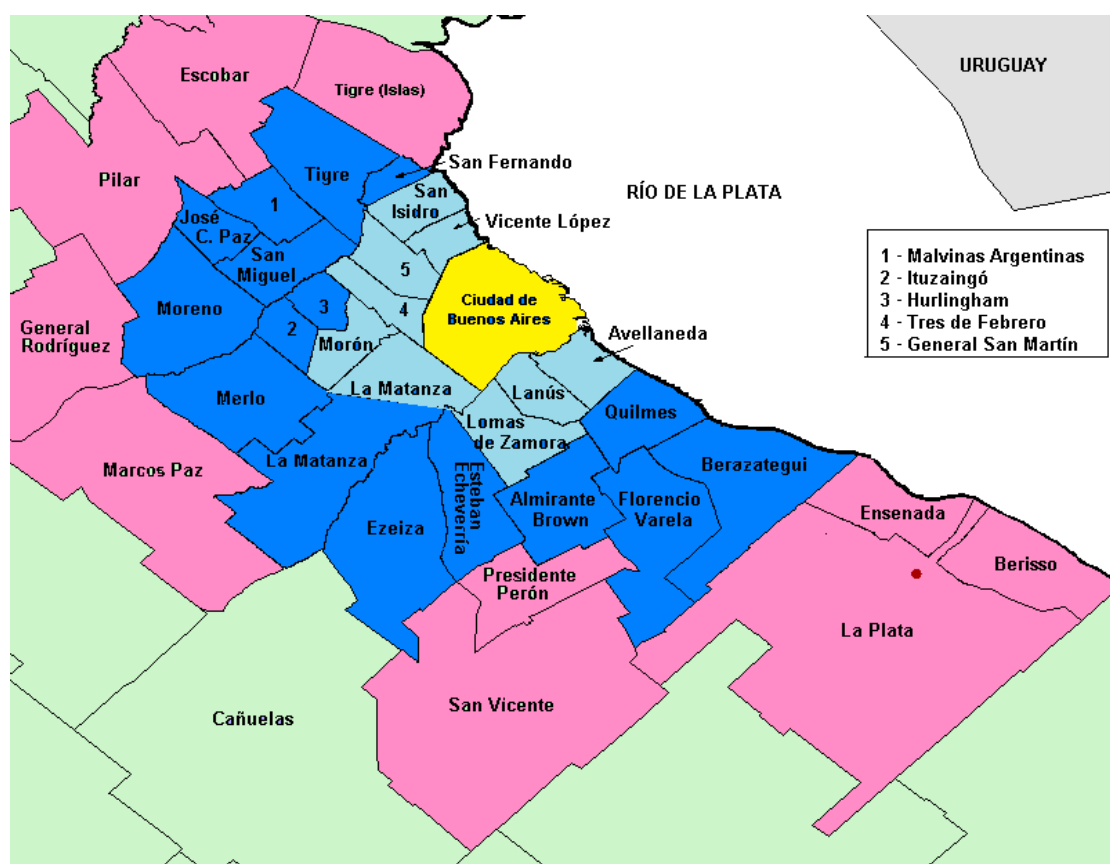 Escobar
URUGUAY
Tigre (Islas)
San Fernando
Tigre
Pilar
San
Isidro
RÍO DE LA PLATA
1
José
C. Paz
Vicente López
San
Miguel
5
1 - Malvinas Argentinas
2 - Ituzaingó
3 - Hurlingham
4 - Tres de Febrero
5 - General San Martín
Ciudad de
Buenos Aires
Moreno
3
4
2
General
Rodríguez
Morón
Avellaneda
La Matanza
Lanús
Merlo
Quilmes
Lomas
de Zamora
La Matanza
Marcos Paz
Esteban
Echeverría
Berazategui
Almirante
Brown
Florencio
Varela
Ezeiza
Ensenada
Presidente
Perón
Berisso
La Plata
San Vicente
Cañuelas